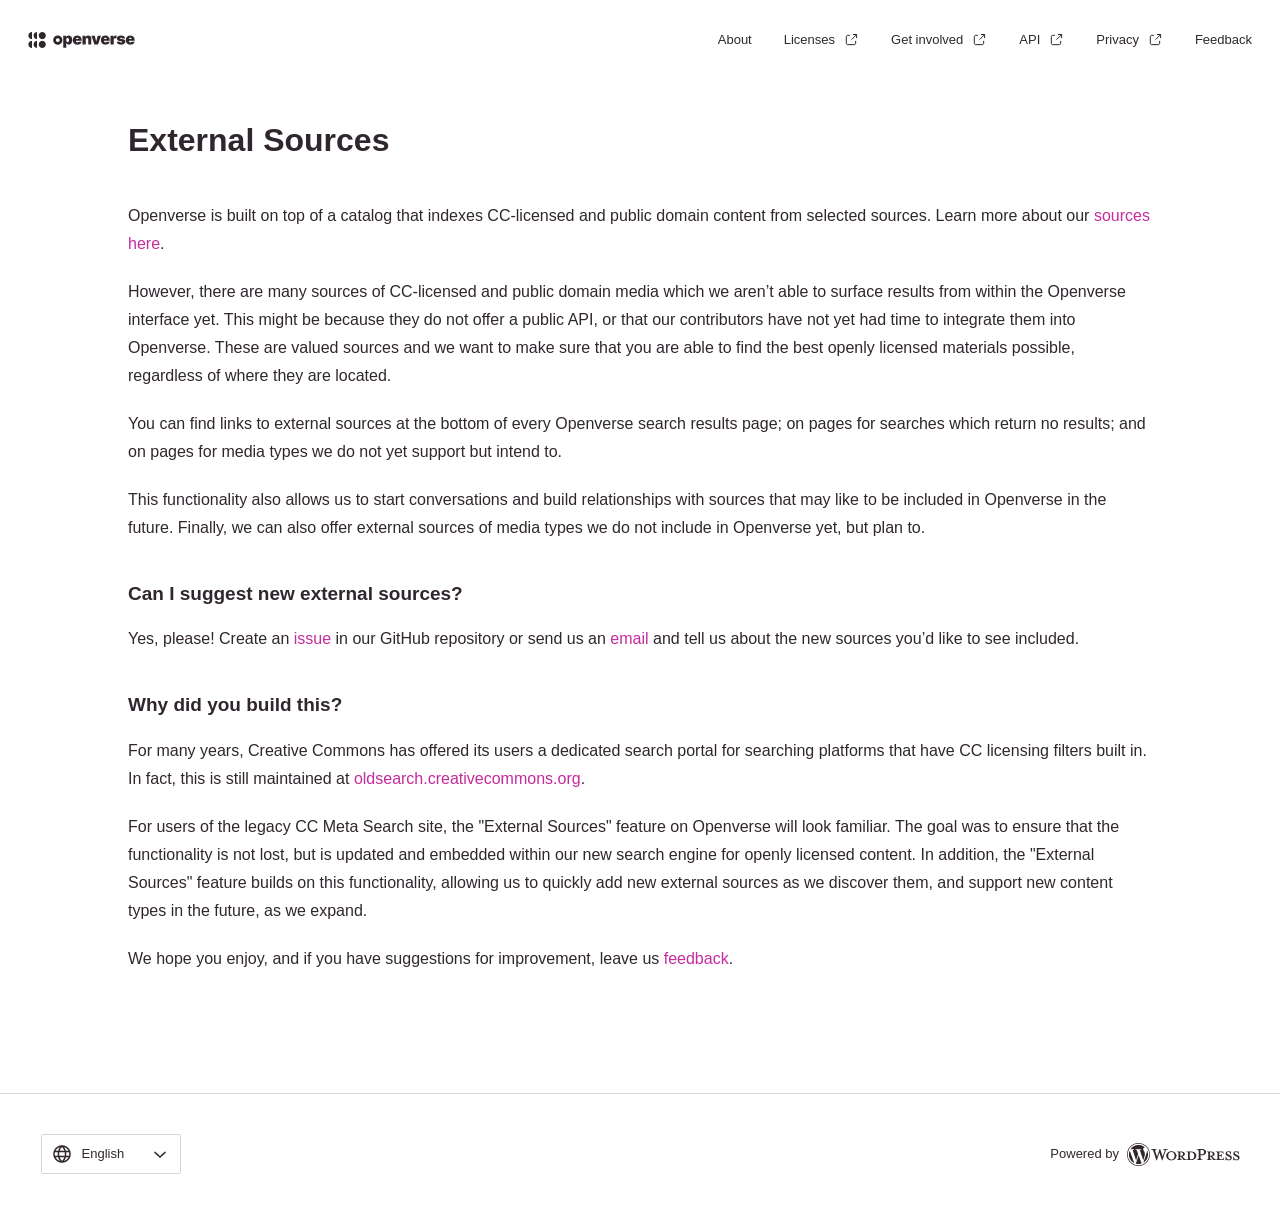 openverse
About Licenses Get involved API Privacy Feedback
External Sources
Openverse is built on top of a catalog that indexes CC-licensed and public domain content from selected sources. Learn more about our sources
here.
However, there are many sources of CC-licensed and public domain media which we aren’t able to surface results from within the Openverse
interface yet. This might be because they do not offer a public API, or that our contributors have not yet had time to integrate them into
Openverse. These are valued sources and we want to make sure that you are able to find the best openly licensed materials possible,
regardless of where they are located.
You can find links to external sources at the bottom of every Openverse search results page; on pages for searches which return no results; and
on pages for media types we do not yet support but intend to.
This functionality also allows us to start conversations and build relationships with sources that may like to be included in Openverse in the
future. Finally, we can also offer external sources of media types we do not include in Openverse yet, but plan to.
Can I suggest new external sources?
Yes, please! Create an issue in our GitHub repository or send us an email and tell us about the new sources you’d like to see included.
Why did you build this?
For many years, Creative Commons has offered its users a dedicated search portal for searching platforms that have CC licensing filters built in.
In fact, this is still maintained at oldsearch.creativecommons.org.
For users of the legacy CC Meta Search site, the "External Sources" feature on Openverse will look familiar. The goal was to ensure that the
functionality is not lost, but is updated and embedded within our new search engine for openly licensed content. In addition, the "External
Sources" feature builds on this functionality, allowing us to quickly add new external sources as we discover them, and support new content
types in the future, as we expand.
We hope you enjoy, and if you have suggestions for improvement, leave us feedback.
English
Powered by WORDPRESS